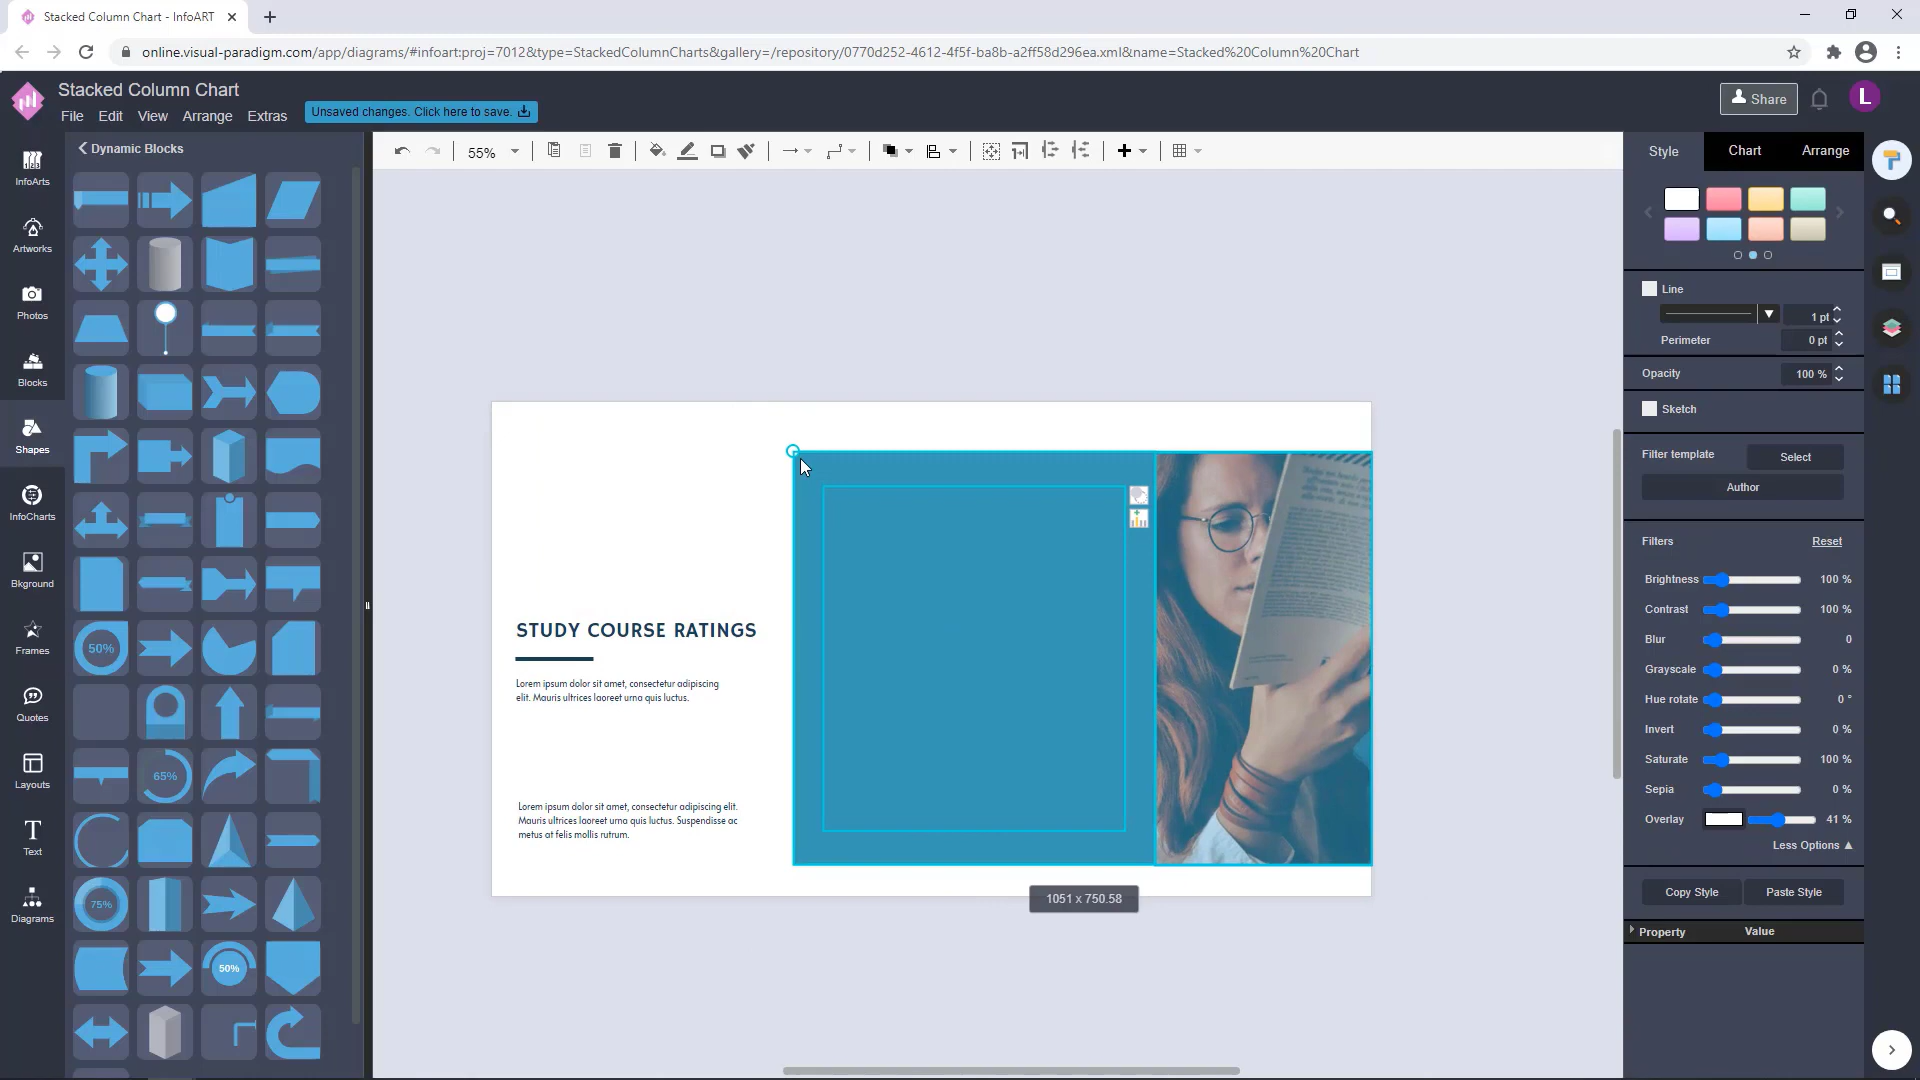 Stacked Column Chart - InfoART
online.visual-paradigm.com/app/diagrams/#infoart:proj=7012&type=StackedColumnCharts&gallery=/repository/0770d252-4612-4f5f-ba8b-a2ff58d296ea.xml&name=Stacked%20Column%20Chart
Stacked Column Chart
File Edit View Arrange Extras
Unsaved changes. Click here to save.
Share
L
InfoArts
Artworks
Photos
Blocks
Shapes
InfoCharts
Bkground
Frames
Quotes
Layouts
Text
Diagrams
Dynamic Blocks
50%
65%
75%
50%
55%
STUDY COURSE RATINGS
Lorem ipsum dolor sit amet, consectetur adipiscing
elit. Mauris ultrices laoreet urna quis luctus.
Lorem ipsum dolor sit amet, consectetur adipiscing elit.
Mauris ultrices laoreet urna quis luctus. Suspendisse ac
metus at felis mollis rutrum.
1051 x 750.58
Style Chart Arrange
Line
1 pt
Perimeter 0 pt
Opacity 100 %
Sketch
Filter template Select
Author
Filters Reset
Brightness 100 %
Contrast 100 %
Blur 0
Grayscale 0 %
Hue rotate 0 °
Invert 0 %
Saturate 100 %
Sepia 0 %
Overlay 41 %
Less Options
Copy Style Paste Style
Property Value